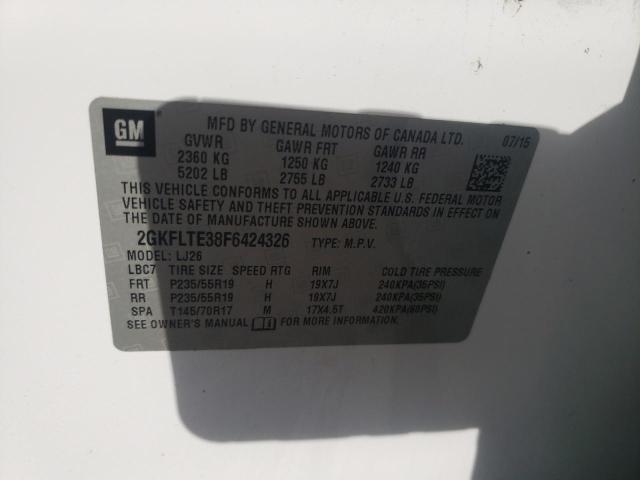 GM
MFD BY GENERAL MOTORS OF CANADA LTD.
07/15
GVWR GAWR FRT GAWR RR
2360 KG 1250 KG 1240 KG
5202 LB 2755 LB 2733 LB
THIS VEHICLE CONFORMS TO ALL APPLICABLE U.S. FEDERAL MOTOR
VEHICLE SAFETY AND THEFT PREVENTION STANDARDS IN EFFECT ON
THE DATE OF MANUFACTURE SHOWN ABOVE.
2GKFLTE38F6424326 TYPE: M.P.V.
MODEL: LJ26
LBC7 TIRE SIZE SPEED RTG RIM COLD TIRE PRESSURE
FRT P235/55R19 H 19X7J 240KPA(35PSI)
RR P235/55R19 H 19X7J 240KPA(35PSI)
SPA T145/70R17 M 17X4.5T 420KPA(60PSI)
SEE OWNER'S MANUAL FOR MORE INFORMATION.